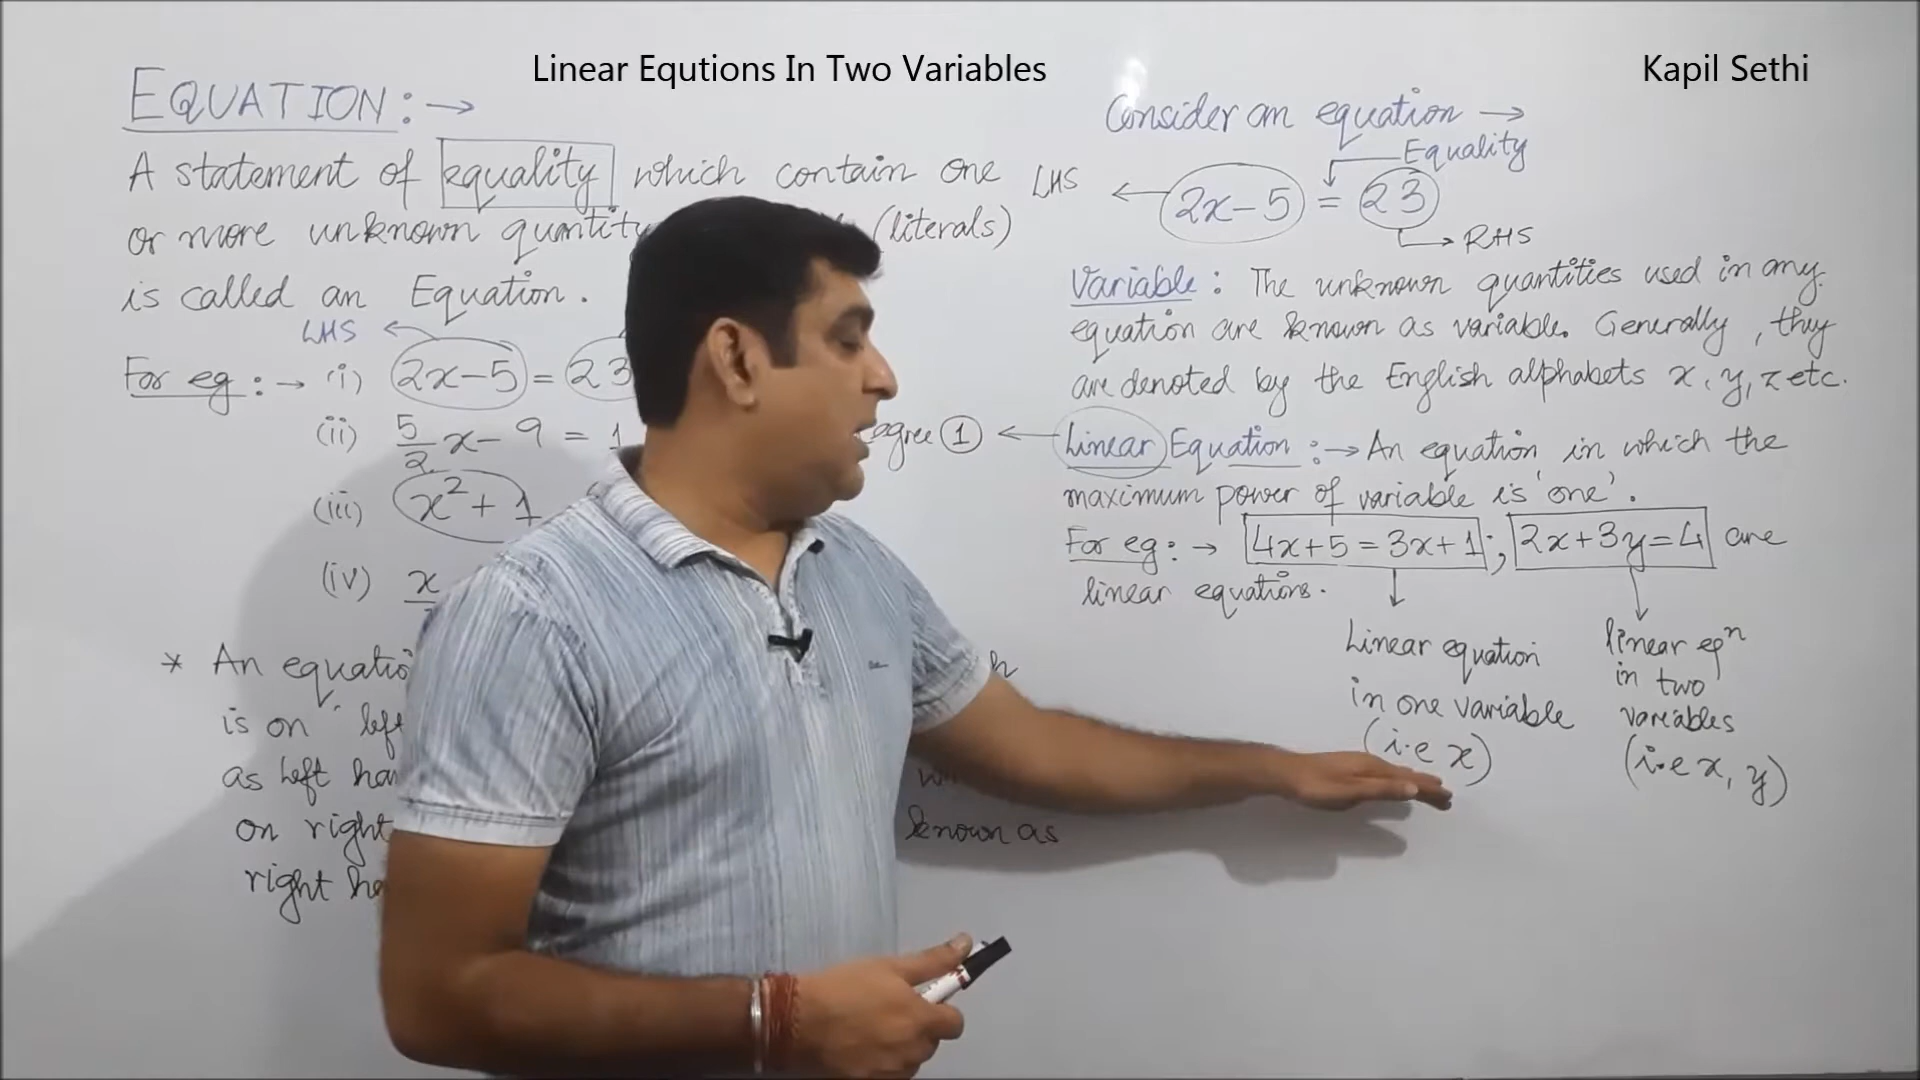 Linear Equtions In Two Variables
Kapil Sethi
EQUATION : →
A statement of equality which contain one
or more unknown quantity (literals)
is called an Equation.
LHS
For eg : → (i) 2x - 5 = 23
(ii) 5/2 x - 9 = 1
(iii) x² + 1
(iv) x
* An equatio
is on left
as left ha
on right known as
right ha
Consider an equation →
Equality
LHS ← 2x - 5 = 23
→ RHS
Variable : The unknown quantities used in any
equation are known as variable. Generally, they
are denoted by the English alphabets x, y, z etc.
egree 1 ← Linear Equation : → An equation in which the
maximum power of variable is 'one'.
For eg : → 4x + 5 = 3x + 1 ; 2x + 3y = 4 are
linear equations.
Linear equation
in one variable
(i.e x)
linear eqⁿ
in two
variables
(i.e x, y)